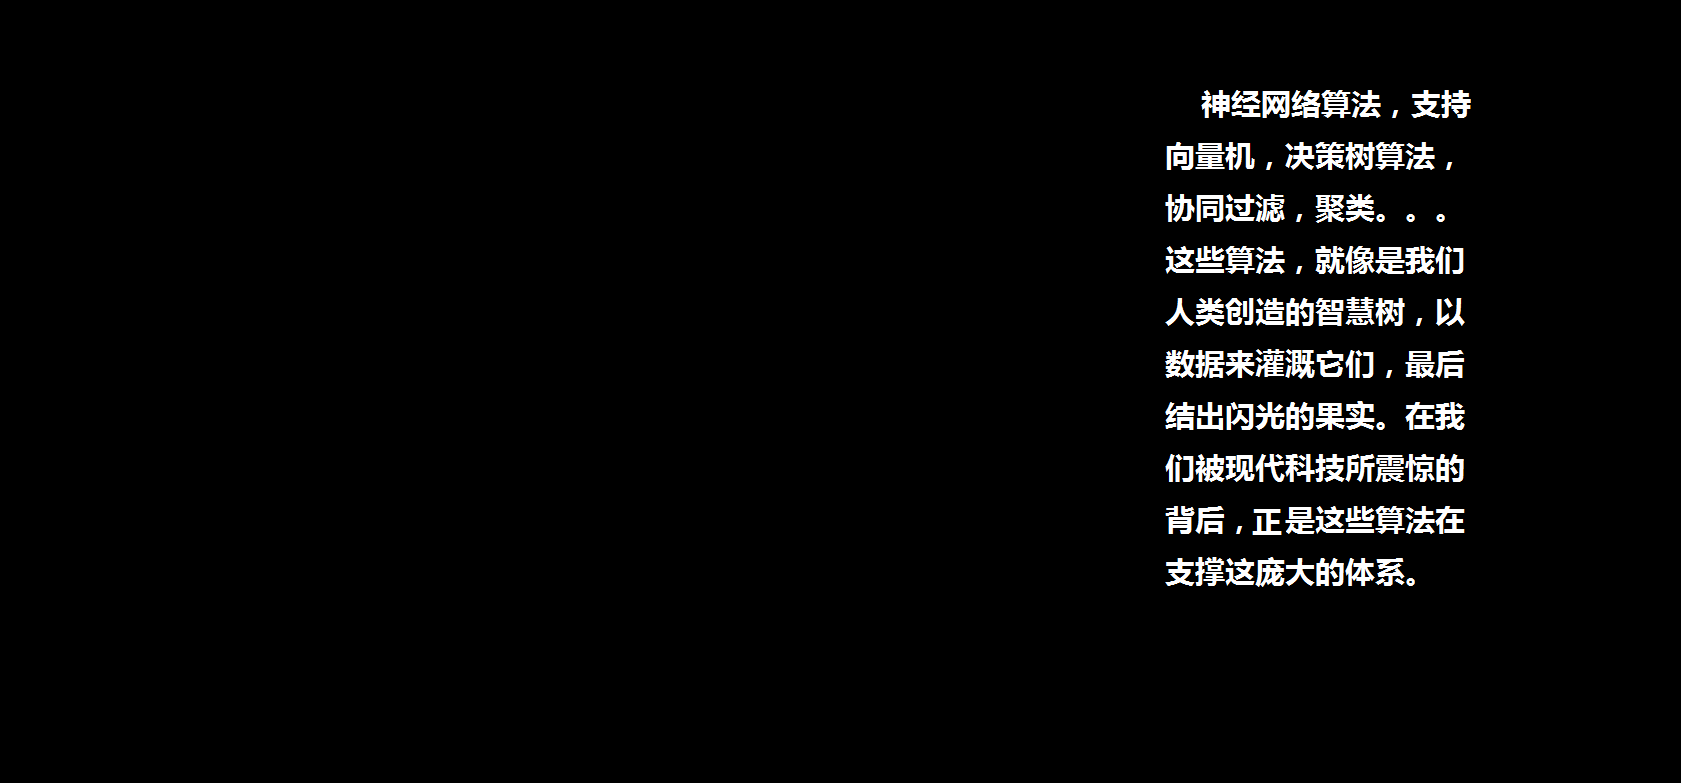 神经网络算法，支持
向量机，决策树算法，
协同过滤，聚类。。。
这些算法，就像是我们
人类创造的智慧树，以
数据来灌溉它们，最后
结出闪光的果实。在我
们被现代科技所震惊的
背后，正是这些算法在
支撑这庞大的体系。